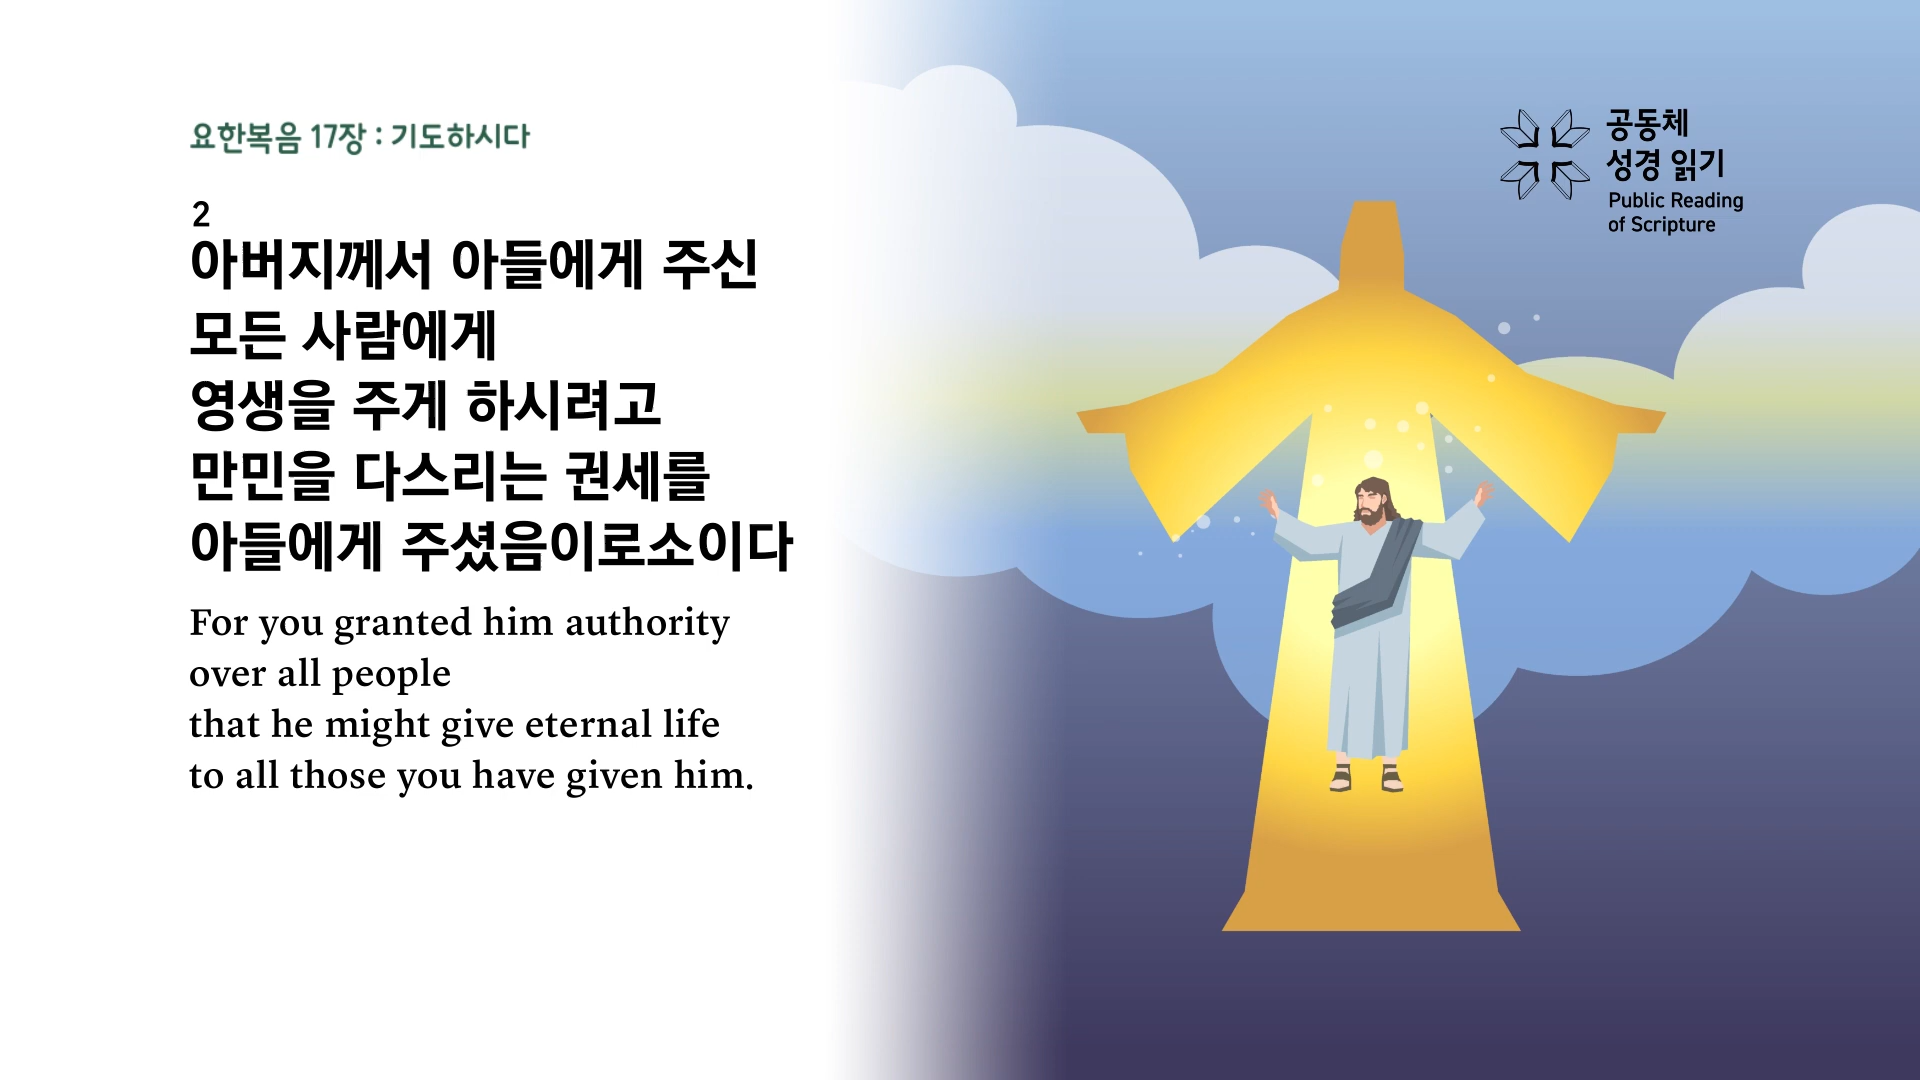 요한복음 17장 : 기도하시다
2
아버지께서 아들에게 주신
모든 사람에게
영생을 주게 하시려고
만민을 다스리는 권세를
아들에게 주셨음이로소이다
For you granted him authority
over all people
that he might give eternal life
to all those you have given him.
공동체
성경 읽기
Public Reading
of Scripture